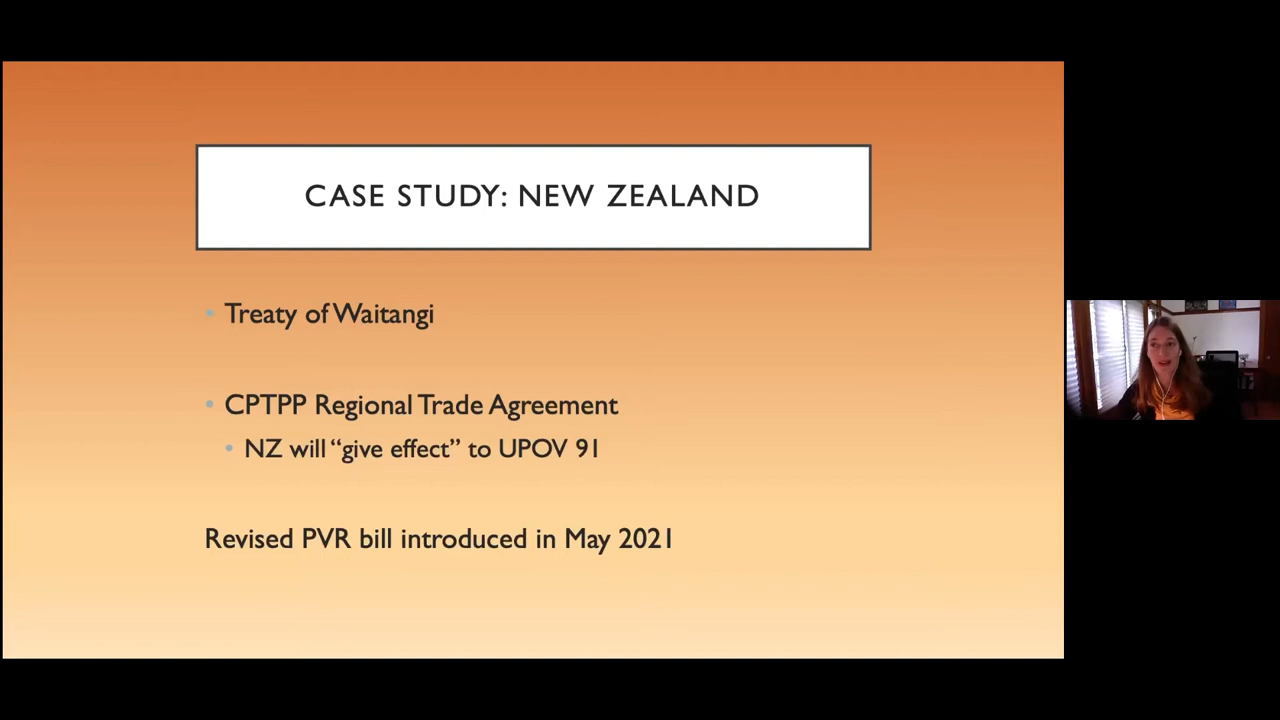 CASE STUDY: NEW ZEALAND
• Treaty of Waitangi
• CPTPP Regional Trade Agreement
• NZ will “give effect” to UPOV 91
Revised PVR bill introduced in May 2021